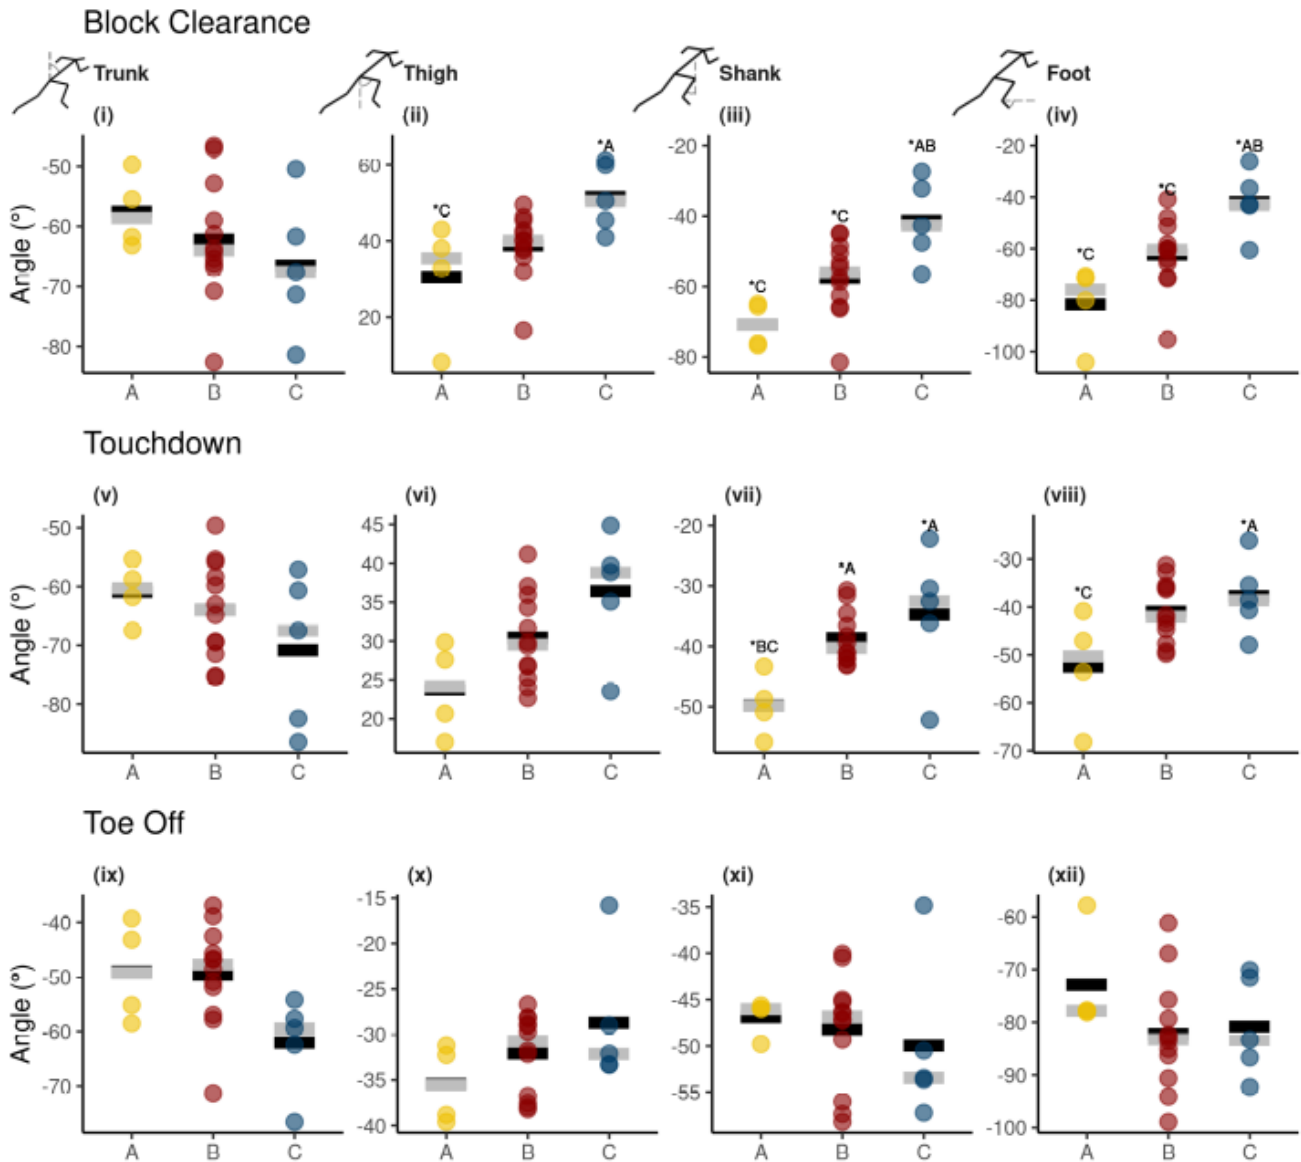 Block Clearance
Trunk Thigh Shank Foot
(i) (ii) (iii) (iv)
Angle (°)
-50
-60
-70
-80
A B C
60
40
20
*C
*A
A B C
-20
-40
-60
-80
*C
*C
*AB
A B C
-20
-40
-60
-80
-100
*C
*C
*AB
A B C
Touchdown
(v) (vi) (vii) (viii)
Angle (°)
-50
-60
-70
-80
A B C
45
40
35
30
25
20
A B C
-20
-30
-40
-50
*BC
*A
*A
A B C
-30
-40
-50
-60
-70
*C
*A
A B C
Toe Off
(ix) (x) (xi) (xii)
Angle (°)
-40
-50
-60
-70
A B C
-15
-20
-25
-30
-35
-40
A B C
-35
-40
-45
-50
-55
A B C
-60
-70
-80
-90
-100
A B C